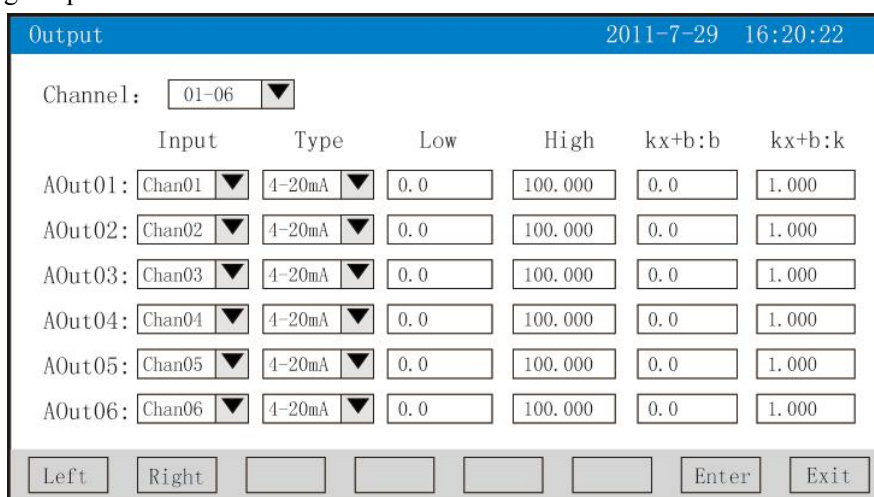 Output 2011-7-29 16:20:22
Channel: 01-06
Input Type Low High kx+b:b kx+b:k
AOut01: Chan01 4-20mA 0.0 100.000 0.0 1.000
AOut02: Chan02 4-20mA 0.0 100.000 0.0 1.000
AOut03: Chan03 4-20mA 0.0 100.000 0.0 1.000
AOut04: Chan04 4-20mA 0.0 100.000 0.0 1.000
AOut05: Chan05 4-20mA 0.0 100.000 0.0 1.000
AOut06: Chan06 4-20mA 0.0 100.000 0.0 1.000
Left Right Enter Exit